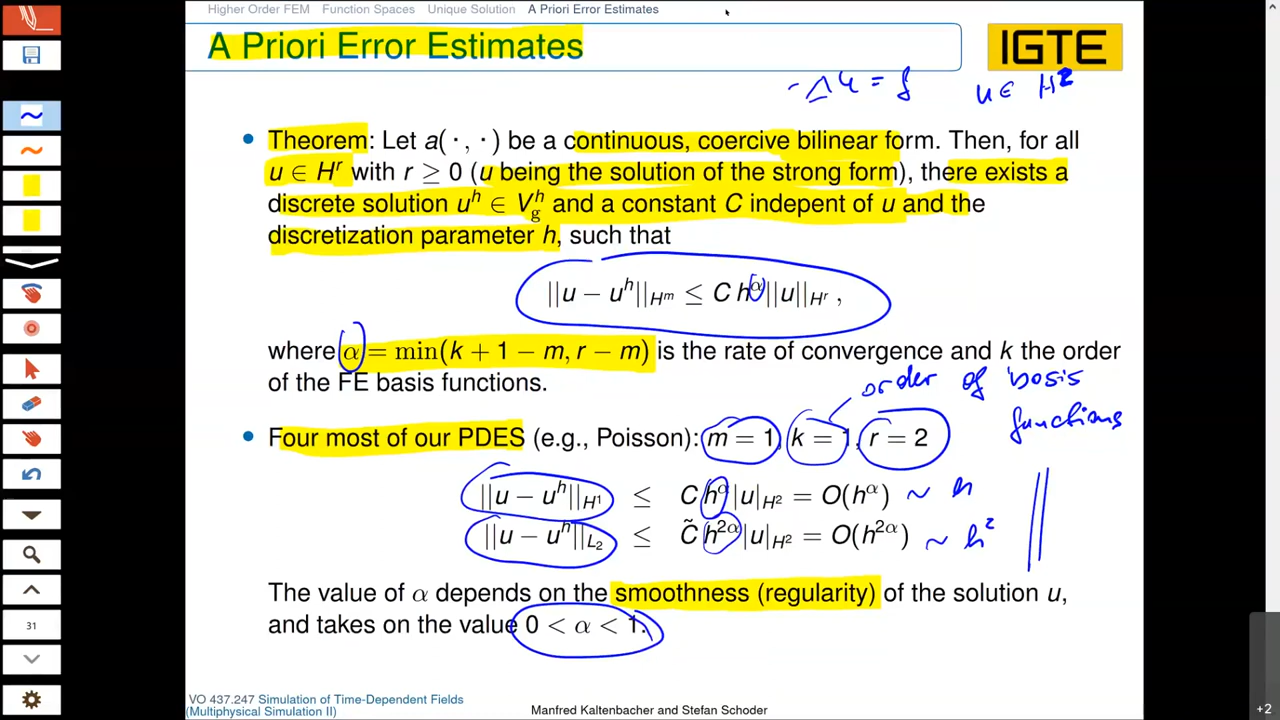 Higher Order FEM Function Spaces Unique Solution A Priori Error Estimates
A Priori Error Estimates
IGTE
-Δu = f u ∈ H²
• Theorem: Let a(·, ·) be a continuous, coercive bilinear form. Then, for all
u ∈ Hʳ with r ≥ 0 (u being the solution of the strong form), there exists a
discrete solution uʰ ∈ V_g^h and a constant C indepent of u and the
discretization parameter h, such that
||u − uʰ||_{H^m} ≤ C h^α ||u||_{H^r} ,
where α = min(k + 1 − m, r − m) is the rate of convergence and k the order
of the FE basis functions.
order of basis
functions
• Four most of our PDES (e.g., Poisson): m = 1, k = 1, r = 2
||u − uʰ||_{H^1} ≤ C h^α |u|_{H^2} = O(h^α) ~ h
||u − uʰ||_{L_2} ≤ C̃ h^{2α} |u|_{H^2} = O(h^{2α}) ~ h²
The value of α depends on the smoothness (regularity) of the solution u,
and takes on the value 0 < α < 1.
31
VO 437.247 Simulation of Time-Dependent Fields
(Multiphysical Simulation II)
Manfred Kaltenbacher and Stefan Schoder
+2